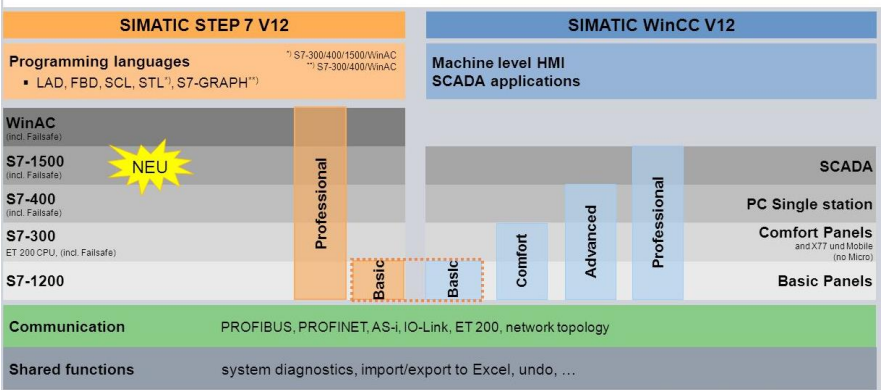 SIMATIC STEP 7 V12
SIMATIC WinCC V12
Programming languages
▪ LAD, FBD, SCL, STL*), S7-GRAPH**)
*) S7-300/400/1500/WinAC
**) S7-300/400/WinAC
Machine level HMI
SCADA applications
WinAC
(incl. Failsafe)
S7-1500
(incl. Failsafe)
NEU
S7-400
(incl. Failsafe)
S7-300
ET 200 CPU, (incl. Failsafe)
S7-1200
Professional
Basic
Basic
Comfort
Advanced
Professional
SCADA
PC Single station
Comfort Panels
and X77 und Mobile
(no Micro)
Basic Panels
Communication
PROFIBUS, PROFINET, AS-i, IO-Link, ET 200, network topology
Shared functions
system diagnostics, import/export to Excel, undo, …